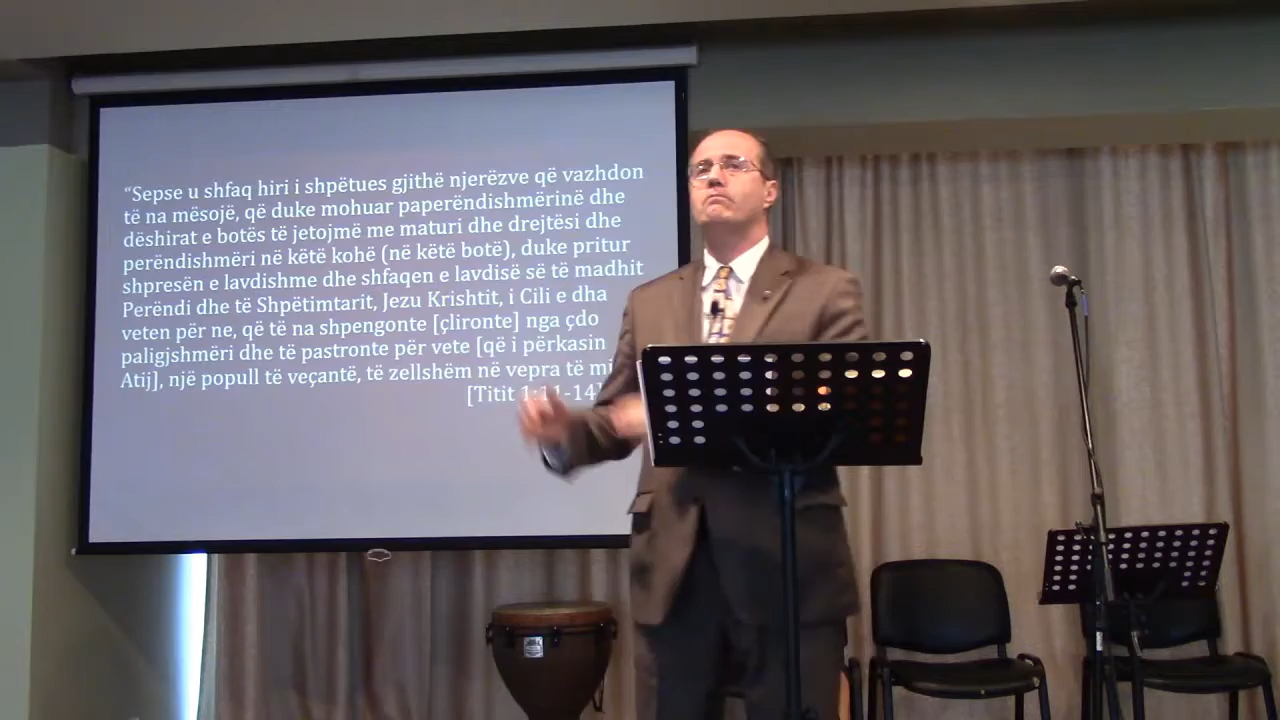 “Sepse u shfaq hiri i shpëtues gjithë njerëzve që vazhdon
të na mësojë, që duke mohuar paperëndishmërinë dhe
dëshirat e botës të jetojmë me maturi dhe drejtësi dhe
perëndishmëri në këtë kohë (në këtë botë), duke pritur
shpresën e lavdishme dhe shfaqen e lavdisë së të madhit
Perëndi dhe të Shpëtimtarit, Jezu Krishtit, i Cili e dha
veten për ne, që të na shpengonte [çlironte] nga çdo
paligjshmëri dhe të pastronte për vete [që i përkasin
Atij], një popull të veçantë, të zellshëm në vepra të
[Titit 1:11-14]